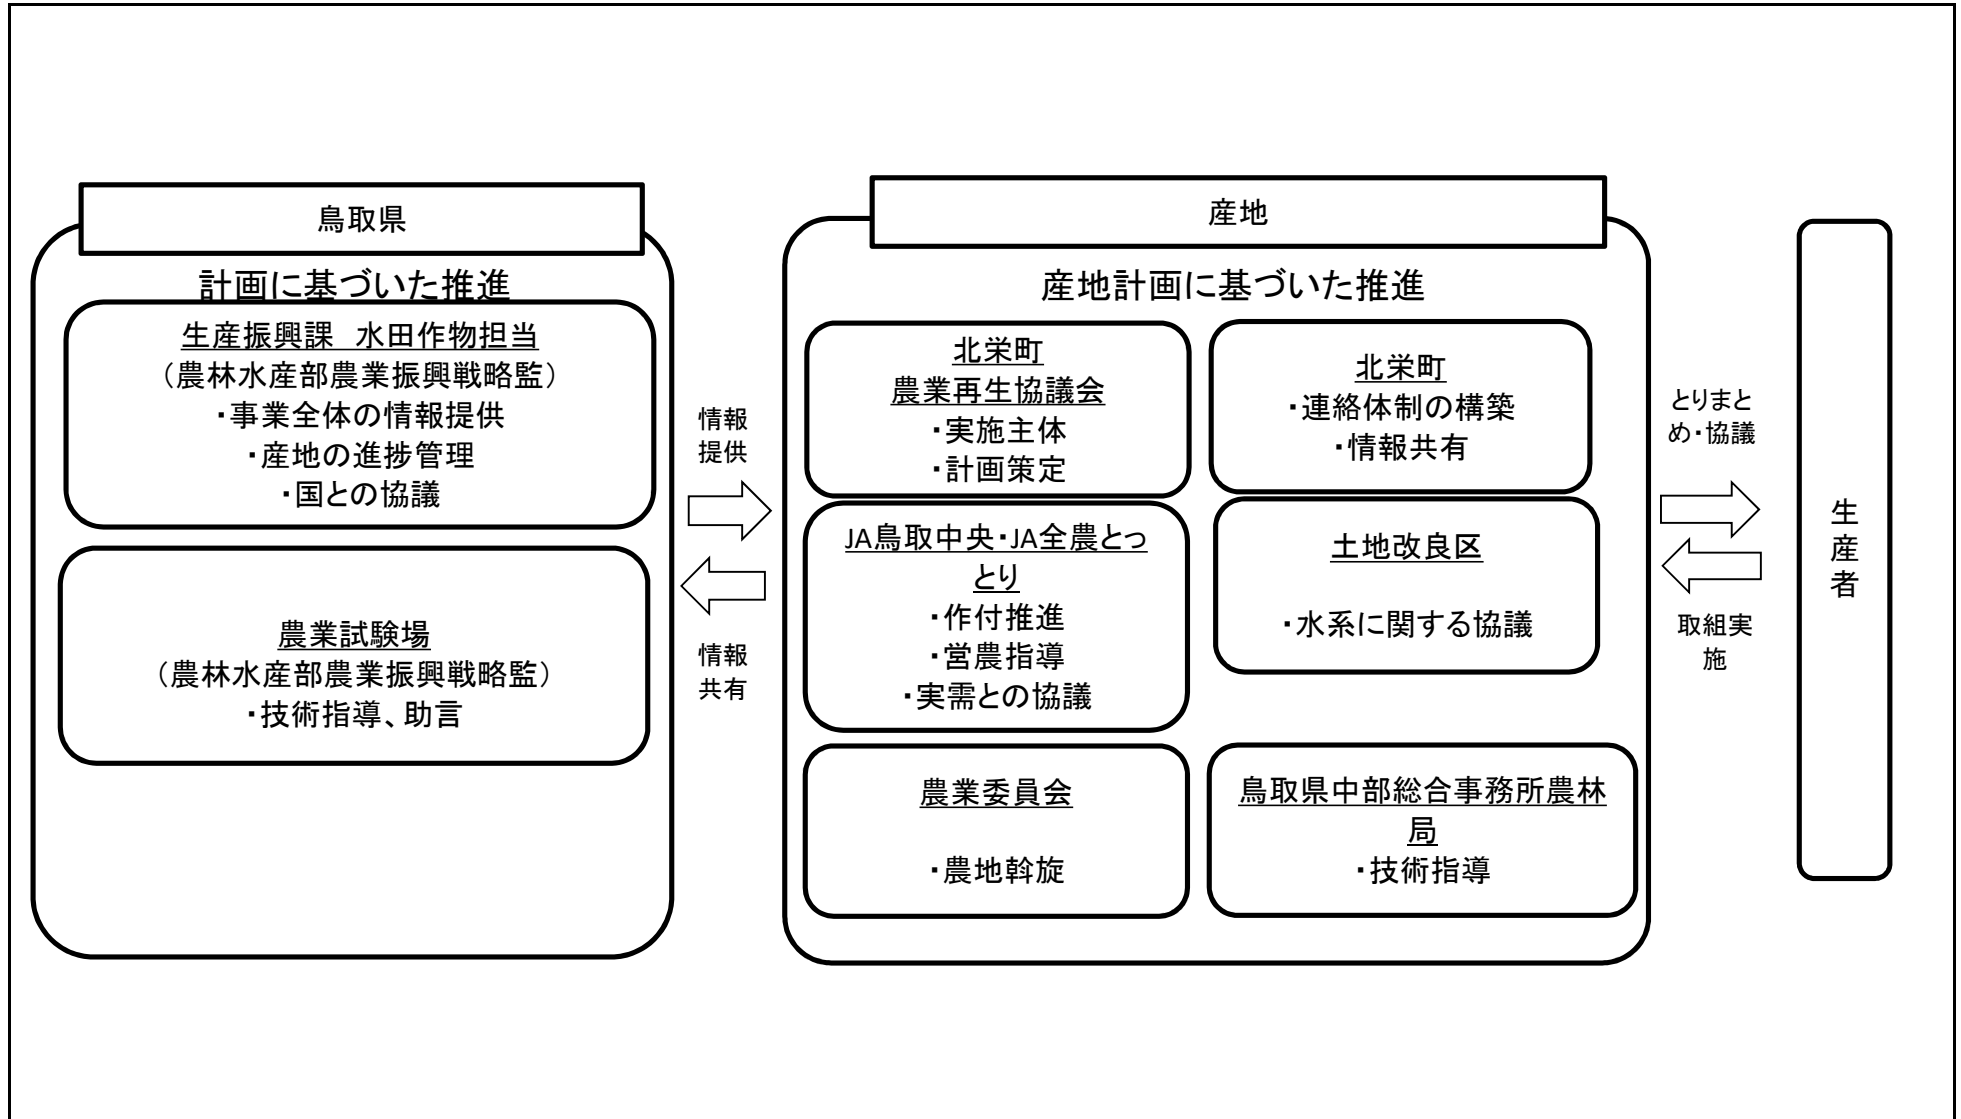 鳥取県
計画に基づいた推進
生産振興課　水田作物担当
（農林水産部農業振興戦略監）
・事業全体の情報提供
・産地の進捗管理
・国との協議
農業試験場
（農林水産部農業振興戦略監）
・技術指導、助言
情報
提供
情報
共有
産地
産地計画に基づいた推進
北栄町
農業再生協議会
・実施主体
・計画策定
北栄町
・連絡体制の構築
・情報共有
JA鳥取中央・JA全農とっ
とり
・作付推進
・営農指導
・実需との協議
土地改良区
・水系に関する協議
農業委員会
・農地斡旋
鳥取県中部総合事務所農林
局
・技術指導
とりまと
め・協議
取組実
施
生
産
者